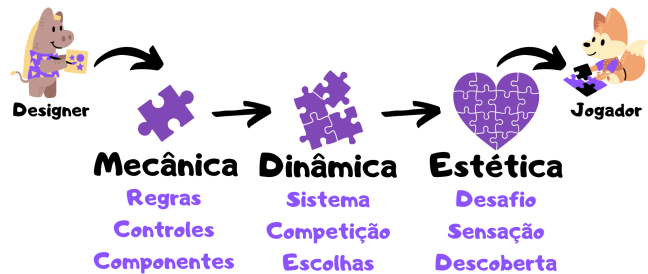 Designer
Jogador
Mecânica
Dinâmica
Estética
Regras
Sistema
Desafio
Controles
Competição
Sensação
Componentes
Escolhas
Descoberta